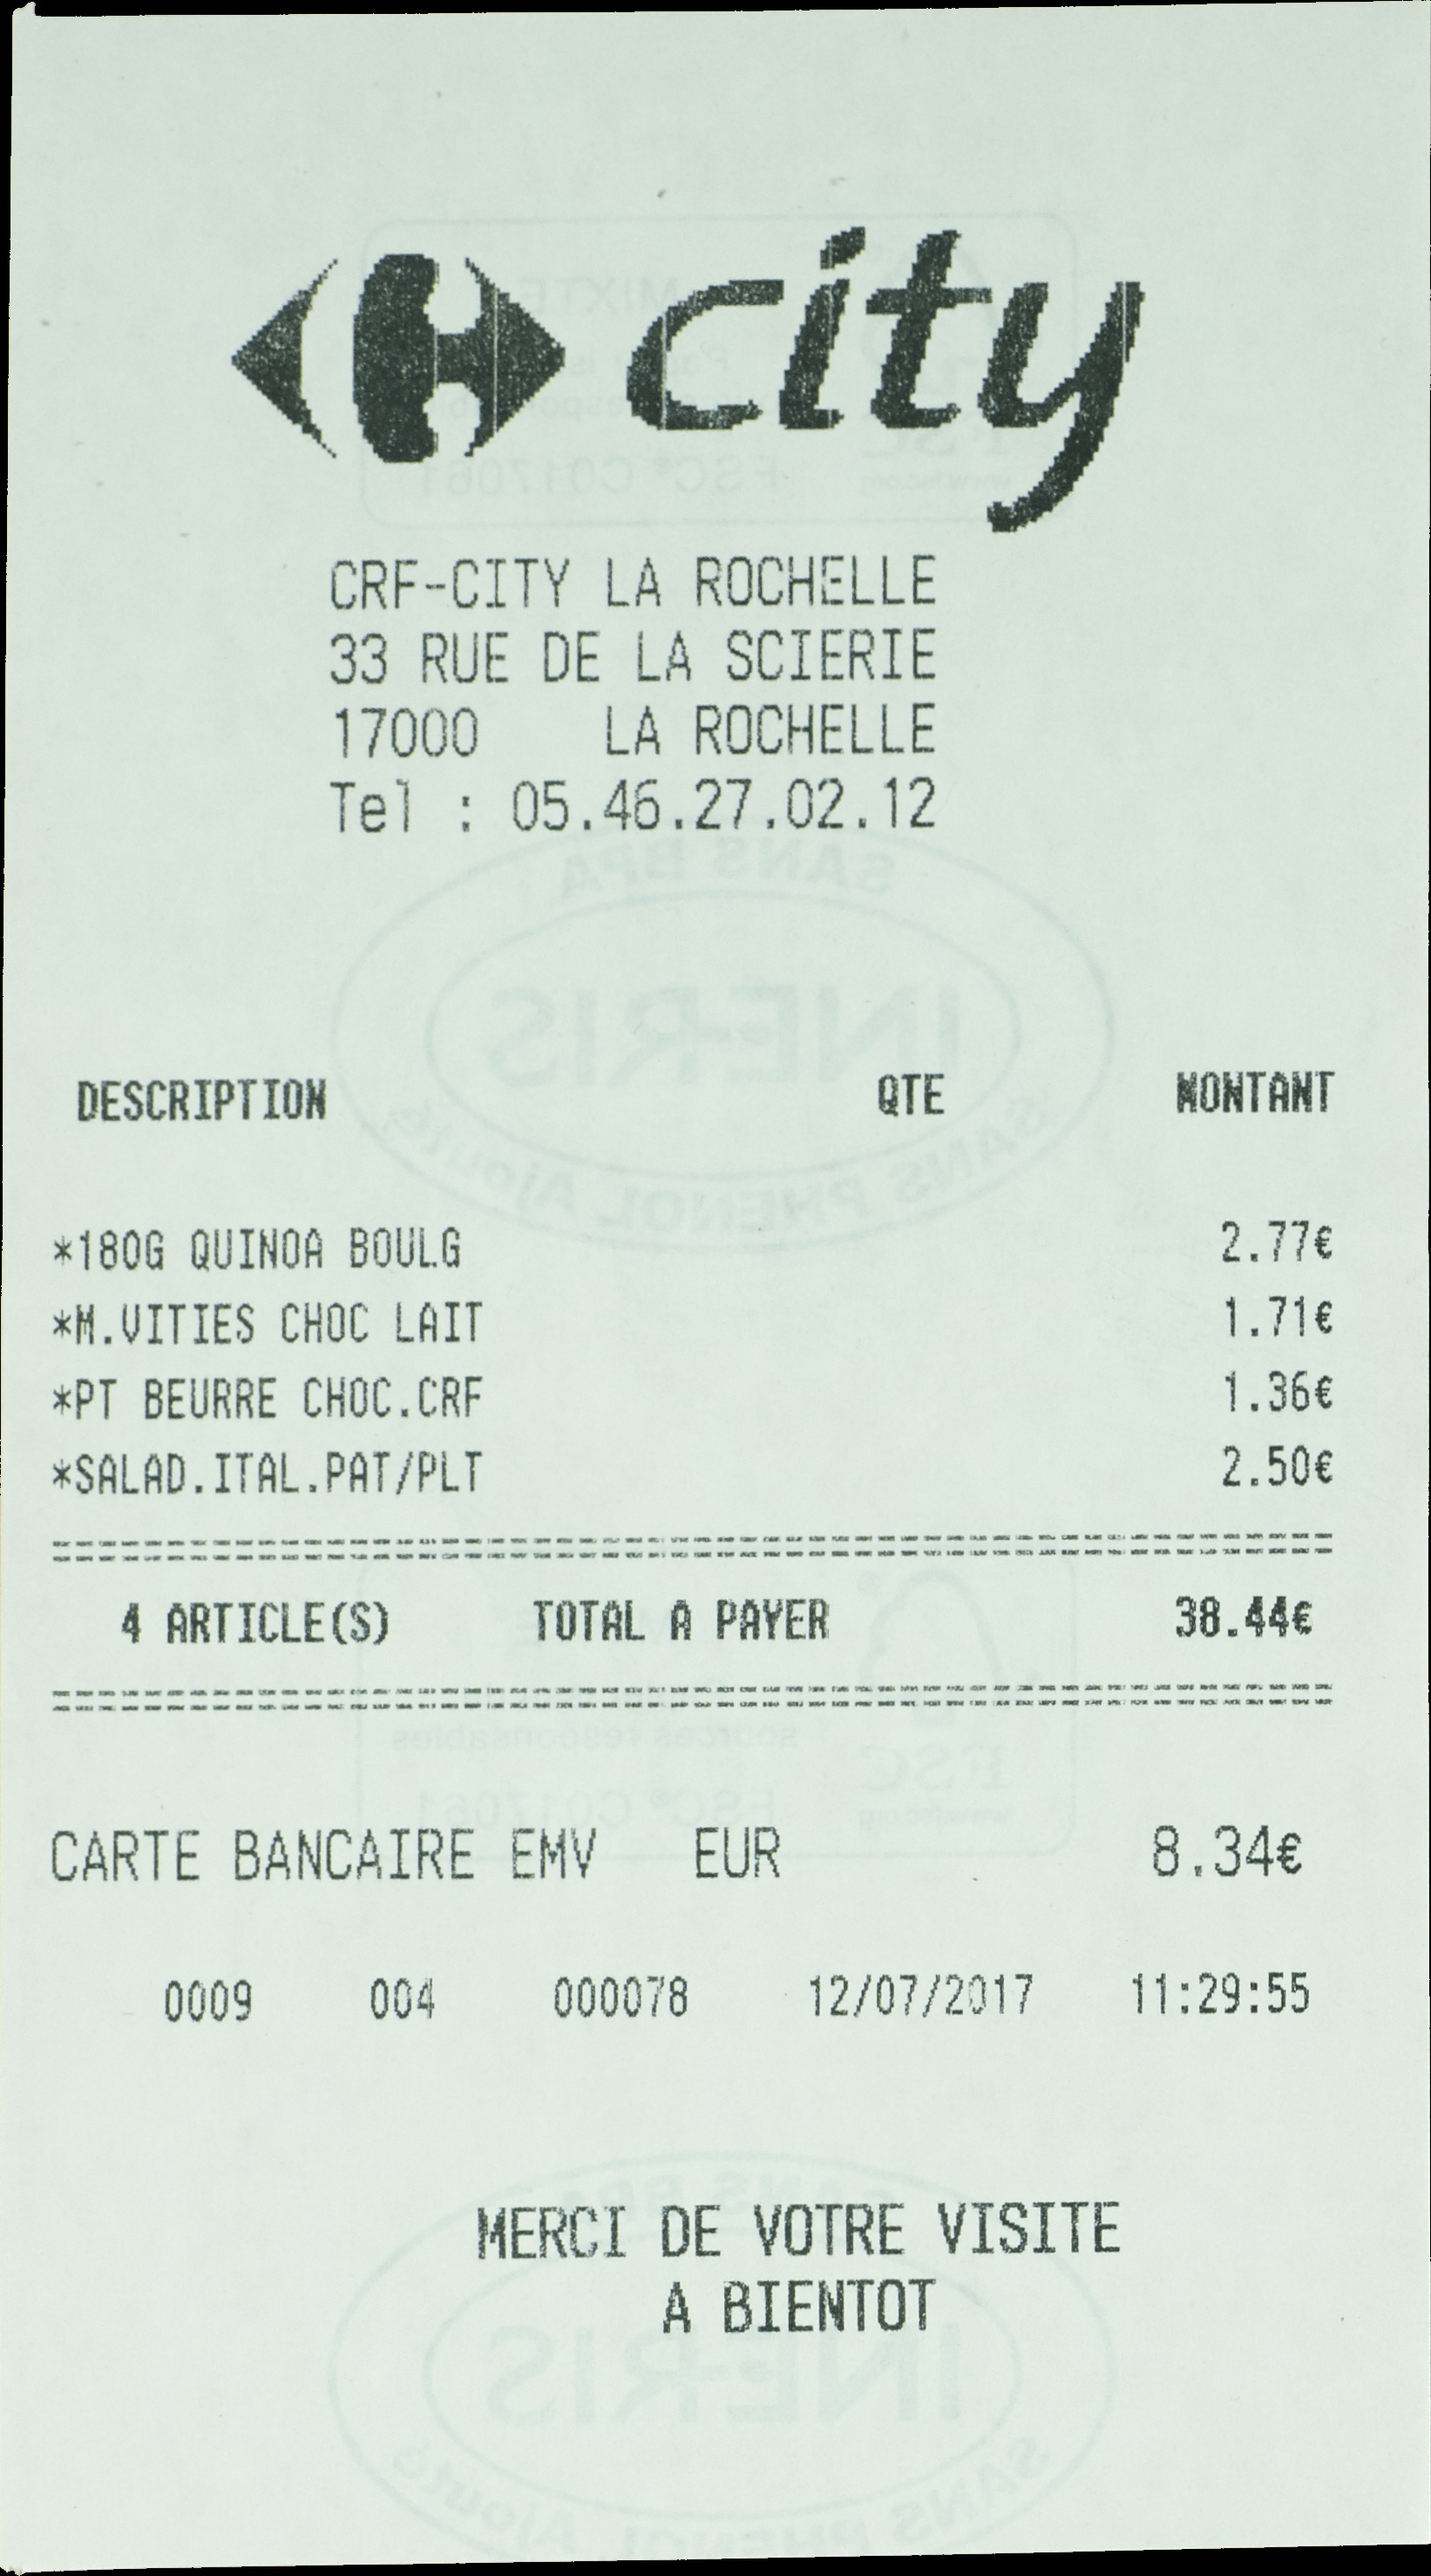 city
CRF-CITY LA ROCHELLE
33 RUE DE LA SCIERIE
17000 LA ROCHELLE
Tel : 05.46.27.02.12
DESCRIPTION QTE MONTANT
*180G QUINOA BOULG 2.77€
*M.VITIES CHOC LAIT 1.71€
*PT BEURRE CHOC.CRF 1.36€
*SALAD.ITAL.PAT/PLT 2.50€
4 ARTICLE(S) TOTAL A PAYER 38.44€
CARTE BANCAIRE EMV EUR 8.34€
0009 004 000078 12/07/2017 11:29:55
MERCI DE VOTRE VISITE
A BIENTOT